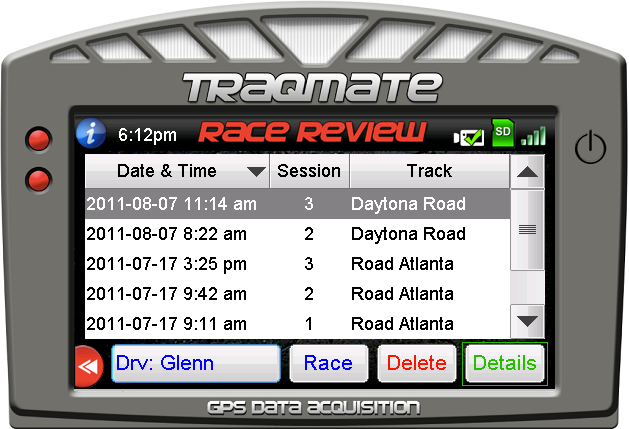 TRAQMATE
6:12pm RACE REVIEW SD
Date & Time Session Track
2011-08-07 11:14 am 3 Daytona Road
2011-08-07 8:22 am 2 Daytona Road
2011-07-17 3:25 pm 3 Road Atlanta
2011-07-17 9:42 am 2 Road Atlanta
2011-07-17 9:11 am 1 Road Atlanta
Drv: Glenn Race Delete Details
GPS DATA ACQUISITION